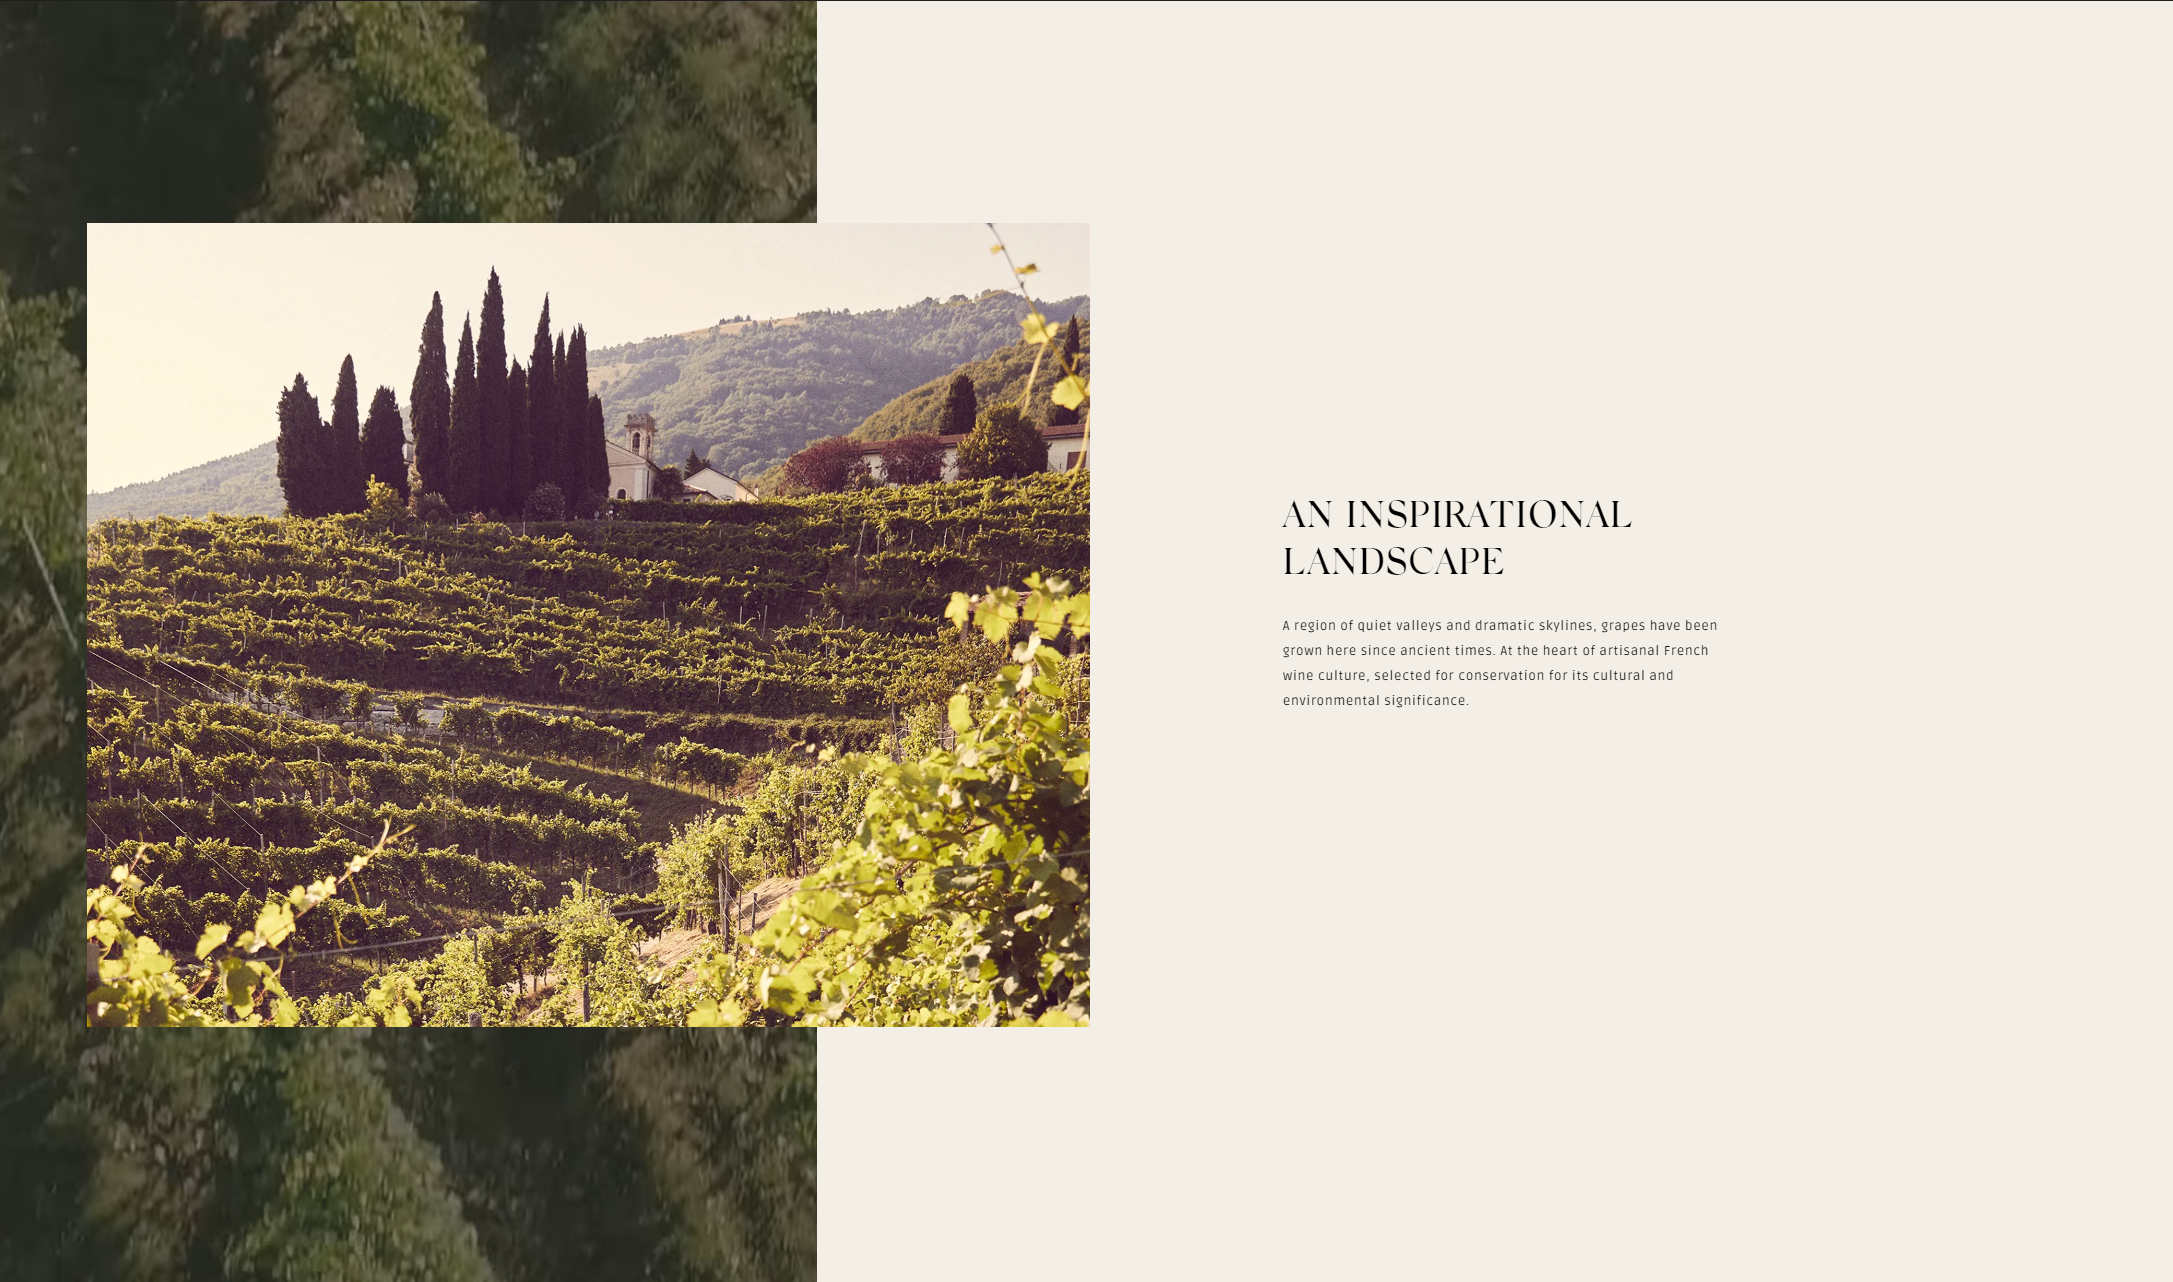 AN INSPIRATIONAL
LANDSCAPE
A region of quiet valleys and dramatic skylines, grapes have been
grown here since ancient times. At the heart of artisanal French
wine culture, selected for conservation for its cultural and
environmental significance.